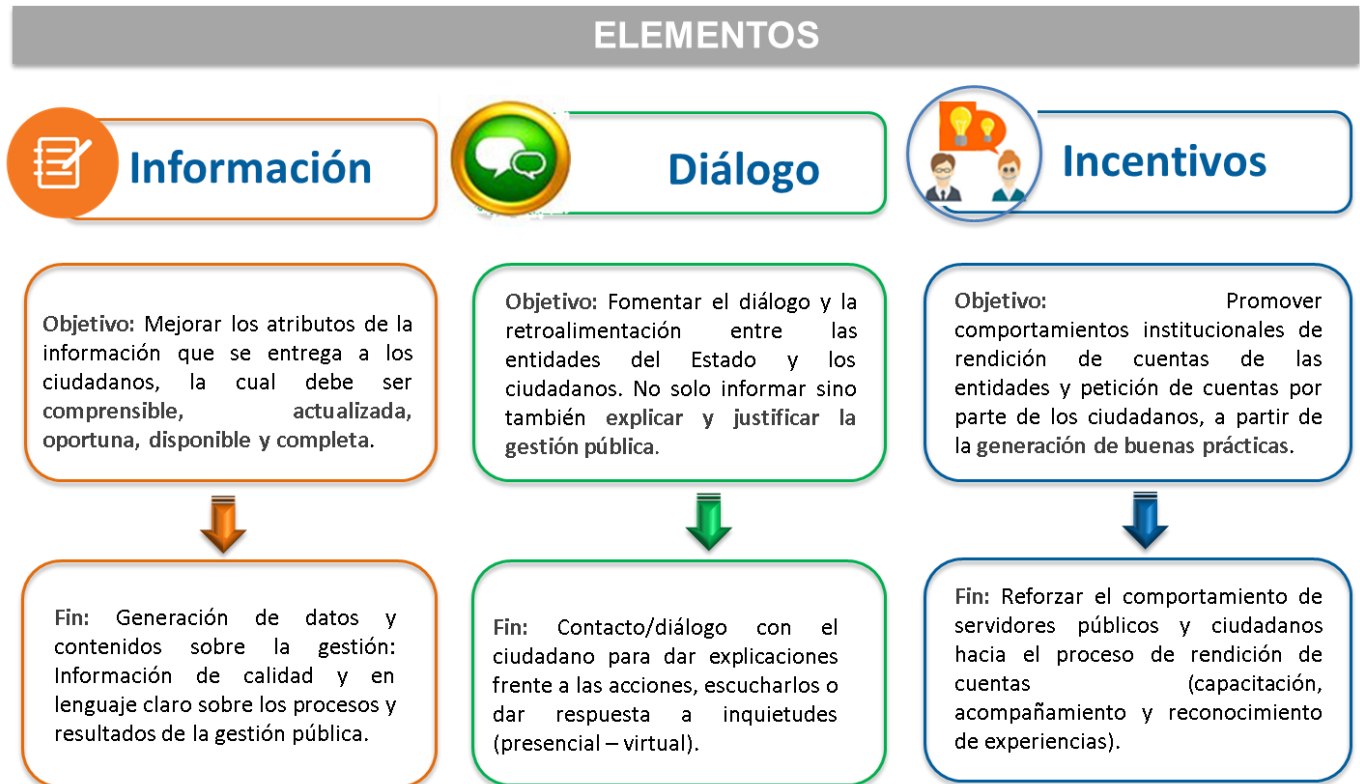 ELEMENTOS
Información
Diálogo
Incentivos
Objetivo: Mejorar los atributos de la
información que se entrega a los
ciudadanos, la cual debe ser
comprensible, actualizada,
oportuna, disponible y completa.
Objetivo: Fomentar el diálogo y la
retroalimentación entre las
entidades del Estado y los
ciudadanos. No solo informar sino
también explicar y justificar la
gestión pública.
Objetivo: Promover
comportamientos institucionales de
rendición de cuentas de las
entidades y petición de cuentas por
parte de los ciudadanos, a partir de
la generación de buenas prácticas.
Fin: Generación de datos y
contenidos sobre la gestión:
Información de calidad y en
lenguaje claro sobre los procesos y
resultados de la gestión pública.
Fin: Contacto/diálogo con el
ciudadano para dar explicaciones
frente a las acciones, escucharlos o
dar respuesta a inquietudes
(presencial – virtual).
Fin: Reforzar el comportamiento de
servidores públicos y ciudadanos
hacia el proceso de rendición de
cuentas (capacitación,
acompañamiento y reconocimiento
de experiencias).